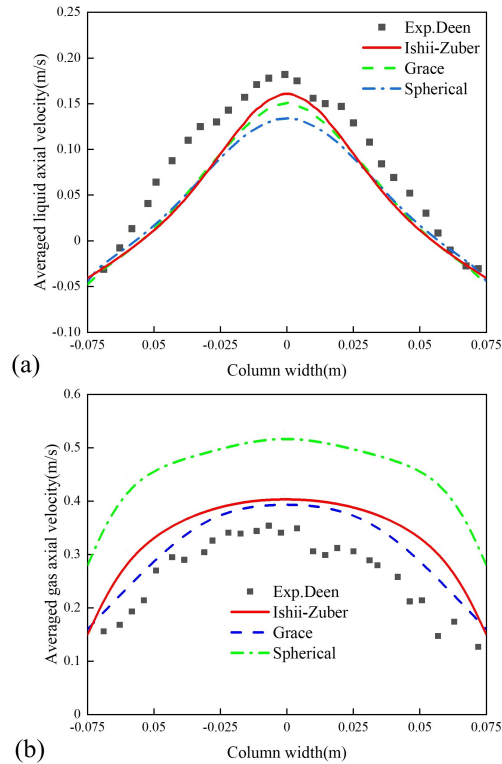 0.25
0.20
0.15
0.10
0.05
0
-0.05
-0.10
Averaged liquid axial velocity(m/s)
Exp.Deen
Ishii-Zuber
Grace
Spherical
-0.075 0.05 -0.025 0 0.025 0.05 0.075
Column width(m)
(a)
0.6
0.5
0.4
0.3
0.2
0.1
0
Averaged gas axial velocity(m/s)
Exp.Deen
Ishii-Zuber
Grace
Spherical
-0.075 0.05 -0.025 0 0.025 0.05 0.075
Column width(m)
(b)